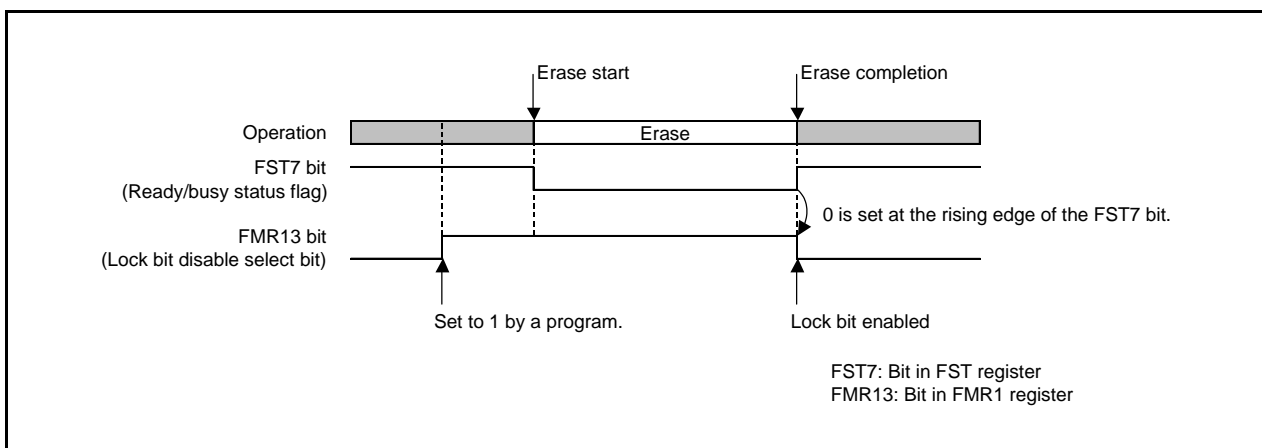 Erase start
Erase completion
Operation
Erase
FST7 bit
(Ready/busy status flag)
0 is set at the rising edge of the FST7 bit.
FMR13 bit
(Lock bit disable select bit)
Set to 1 by a program.
Lock bit enabled
FST7: Bit in FST register
FMR13: Bit in FMR1 register